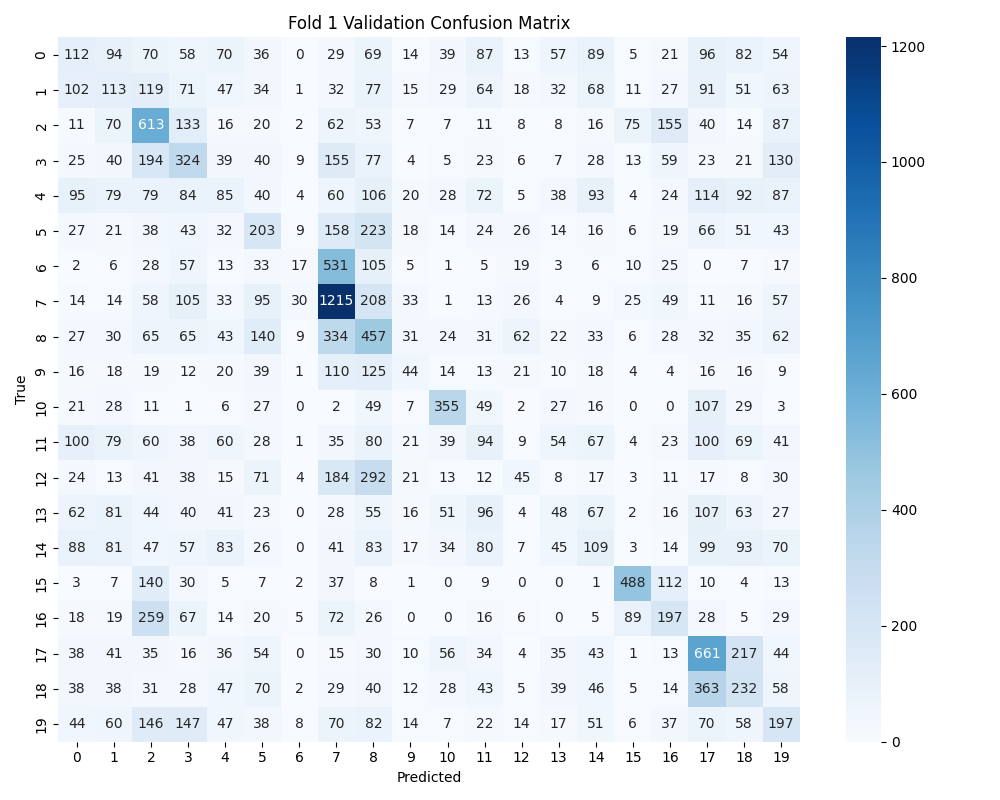 Fold 1 Validation Confusion Matrix
0 112 94 70 58 70 36 0 29 69 14 39 87 13 57 89 5 21 96 82 54
1 102 113 119 71 47 34 1 32 77 15 29 64 18 32 68 11 27 91 51 63
2 11 70 613 133 16 20 2 62 53 7 7 11 8 8 16 75 155 40 14 87
3 25 40 194 324 39 40 9 155 77 4 5 23 6 7 28 13 59 23 21 130
4 95 79 79 84 85 40 4 60 106 20 28 72 5 38 93 4 24 114 92 87
5 27 21 38 43 32 203 9 158 223 18 14 24 26 14 16 6 19 66 51 43
6 2 6 28 57 13 33 17 531 105 5 1 5 19 3 6 10 25 0 7 17
7 14 14 58 105 33 95 30 1215 208 33 1 13 26 4 9 25 49 11 16 57
8 27 30 65 65 43 140 9 334 457 31 24 31 62 22 33 6 28 32 35 62
9 16 18 19 12 20 39 1 110 125 44 14 13 21 10 18 4 4 16 16 9
10 21 28 11 1 6 27 0 2 49 7 355 49 2 27 16 0 0 107 29 3
11 100 79 60 38 60 28 1 35 80 21 39 94 9 54 67 4 23 100 69 41
12 24 13 41 38 15 71 4 184 292 21 13 12 45 8 17 3 11 17 8 30
13 62 81 44 40 41 23 0 28 55 16 51 96 4 48 67 2 16 107 63 27
14 88 81 47 57 83 26 0 41 83 17 34 80 7 45 109 3 14 99 93 70
15 3 7 140 30 5 7 2 37 8 1 0 9 0 0 1 488 112 10 4 13
16 18 19 259 67 14 20 5 72 26 0 0 16 6 0 5 89 197 28 5 29
17 38 41 35 16 36 54 0 15 30 10 56 34 4 35 43 1 13 661 217 44
18 38 38 31 28 47 70 2 29 40 12 28 43 5 39 46 5 14 363 232 58
19 44 60 146 147 47 38 8 70 82 14 7 22 14 17 51 6 37 70 58 197
0 1 2 3 4 5 6 7 8 9 10 11 12 13 14 15 16 17 18 19
Predicted
True
1200
1000
800
600
400
200
0